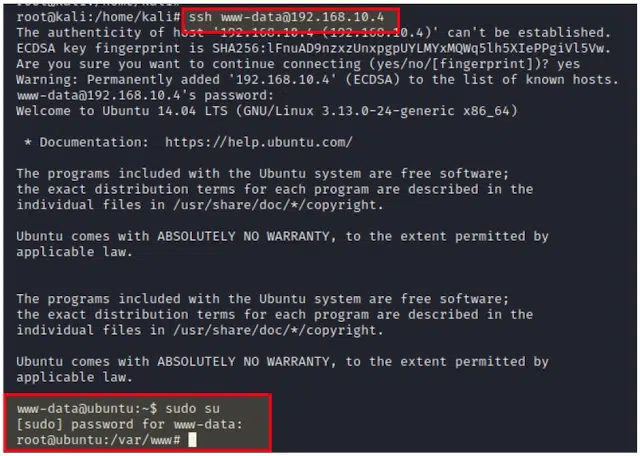 root@kali:/home/kali#
root@kali:/home/kali# ssh www-data@192.168.10.4
The authenticity of host '192.168.10.4 (192.168.10.4)' can't be established.
ECDSA key fingerprint is SHA256:lFnuAD9nzxzUnxpgpUYLMYxMQWq5lh5XIePPgiVl5Vw.
Are you sure you want to continue connecting (yes/no/[fingerprint])? yes
Warning: Permanently added '192.168.10.4' (ECDSA) to the list of known hosts.
www-data@192.168.10.4's password:
Welcome to Ubuntu 14.04 LTS (GNU/Linux 3.13.0-24-generic x86_64)
* Documentation:  https://help.ubuntu.com/
The programs included with the Ubuntu system are free software;
the exact distribution terms for each program are described in the
individual files in /usr/share/doc/*/copyright.
Ubuntu comes with ABSOLUTELY NO WARRANTY, to the extent permitted by
applicable law.
The programs included with the Ubuntu system are free software;
the exact distribution terms for each program are described in the
individual files in /usr/share/doc/*/copyright.
Ubuntu comes with ABSOLUTELY NO WARRANTY, to the extent permitted by
applicable law.
www-data@ubuntu:~$ sudo su
[sudo] password for www-data:
root@ubuntu:/var/www#